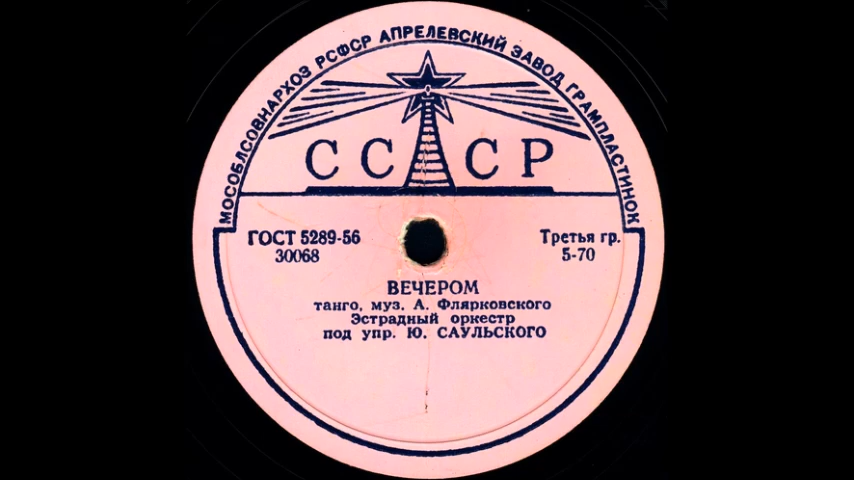 МОСОБЛСОВНАРХОЗ РСФСР АПРЕЛЕВСКИЙ ЗАВОД ГРАМПЛАСТИНОК
СССР
ГОСТ 5289-56
30068
Третья гр.
5-70
ВЕЧЕРОМ
танго, муз. А. Флярковского
Эстрадный оркестр
под упр. Ю. САУЛЬСКОГО